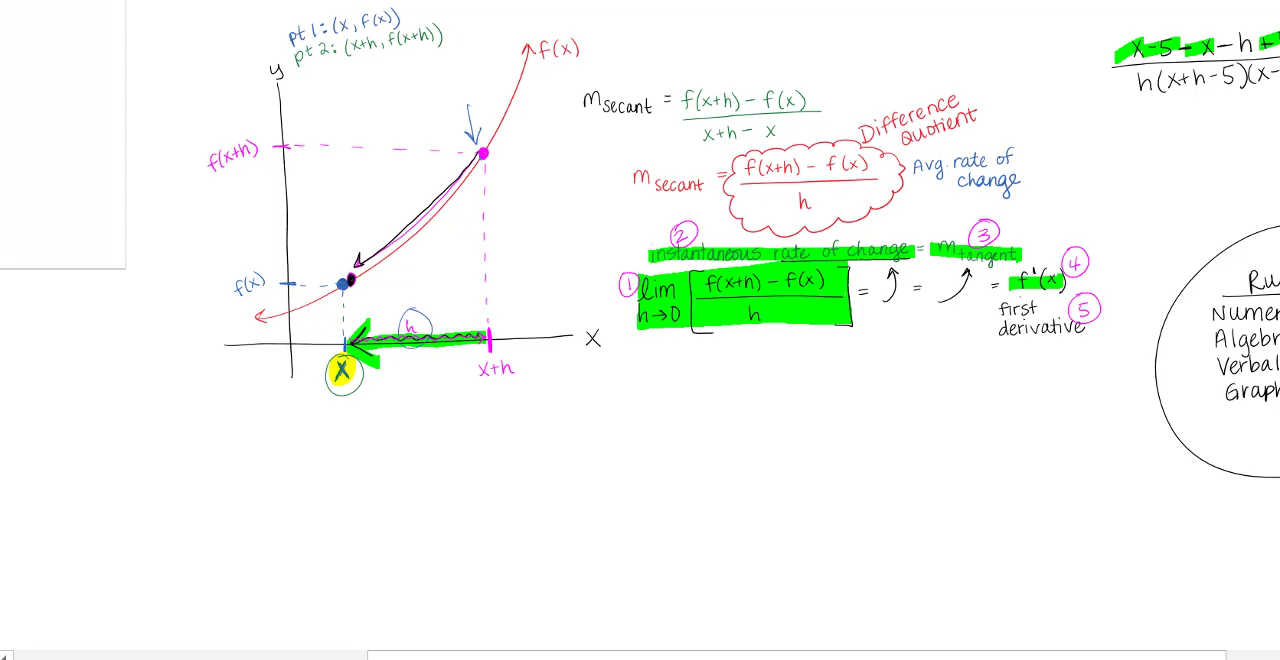 pt 1: (x, f(x))
pt 2: (x+h, f(x+h))
y
f(x)
f(x+h)
f(x)
h
x
x
x+h
m secant = f(x+h) - f(x)
x+h - x
Difference
Quotient
m secant = f(x+h) - f(x)
h
Avg. rate of
change
2
3
instantaneous rate of change = m tangent
4
1
lim
h→0
[ f(x+h) - f(x)
h ] = = = f'(x)
first
derivative
5
x-5-x-h+
h(x+h-5)(x-
Ru
Numer
Algebr
Verbal
Graph